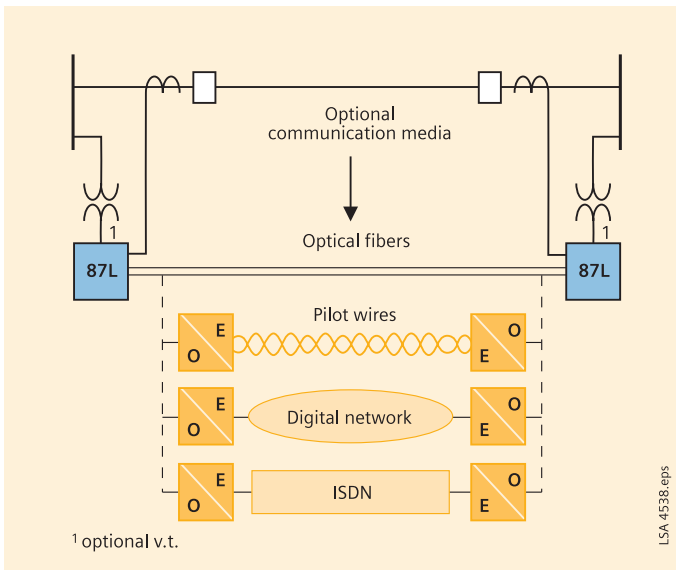 Optional
communication media
Optical fibers
1
1
87L
87L
Pilot wires
E
O
O
E
Digital network
E
O
O
E
ISDN
E
O
O
E
1 optional v.t.
LSA 4538.eps